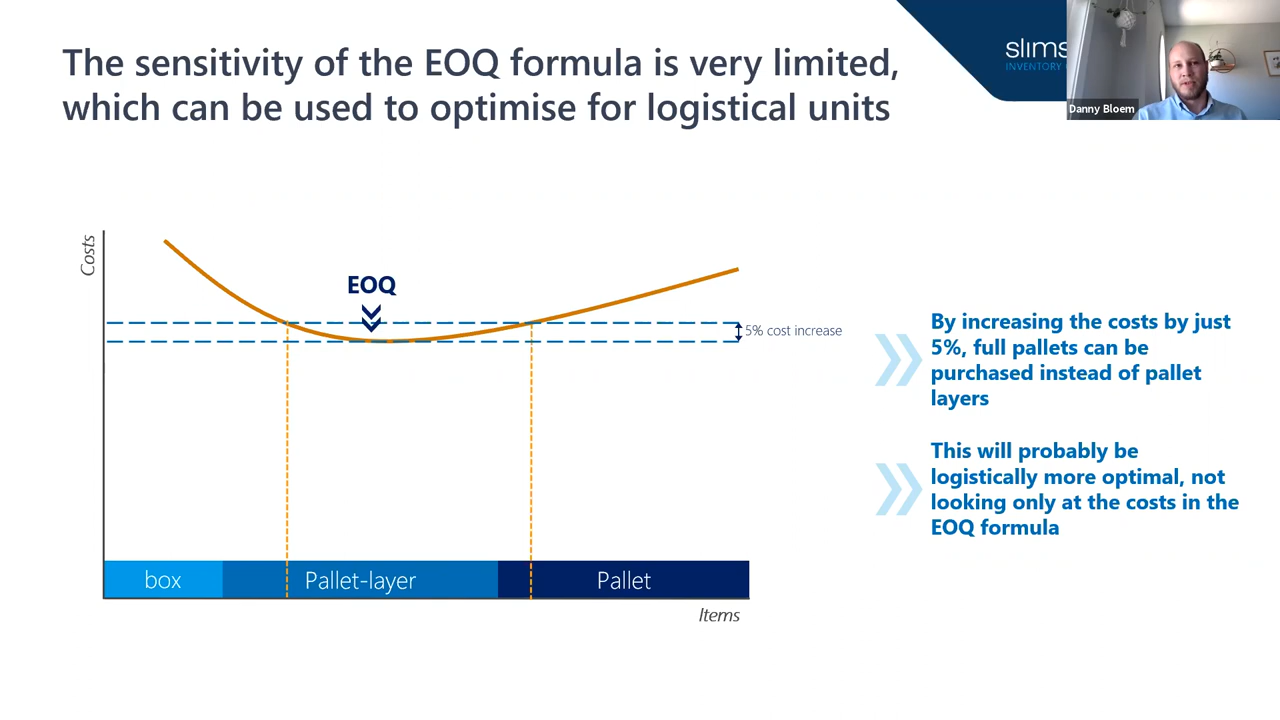 The sensitivity of the EOQ formula is very limited,
which can be used to optimise for logistical units
slims
INVENTORY
Danny Bloem
Costs
EOQ
5% cost increase
By increasing the costs by just
5%, full pallets can be
purchased instead of pallet
layers
This will probably be
logistically more optimal, not
looking only at the costs in the
EOQ formula
box
Pallet-layer
Pallet
Items